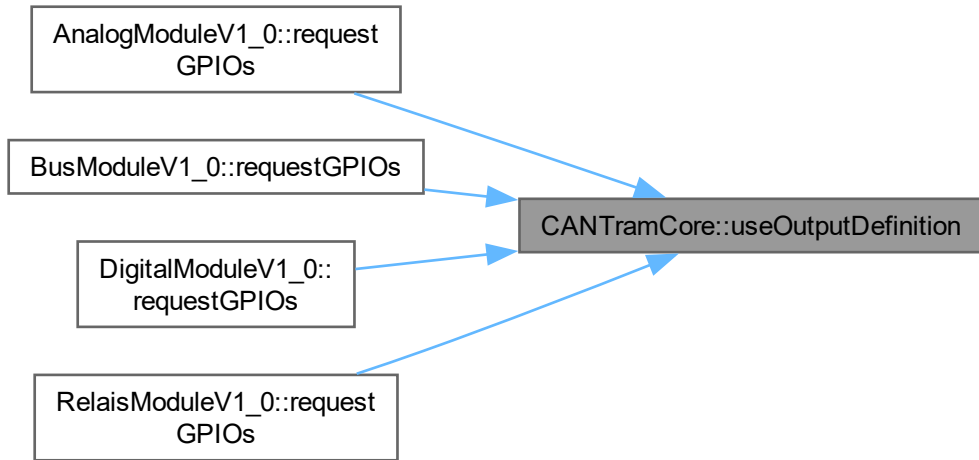 AnalogModuleV1_0::request
GPIOs
BusModuleV1_0::requestGPIOs
CANTramCore::useOutputDefinition
DigitalModuleV1_0::
requestGPIOs
RelaisModuleV1_0::request
GPIOs